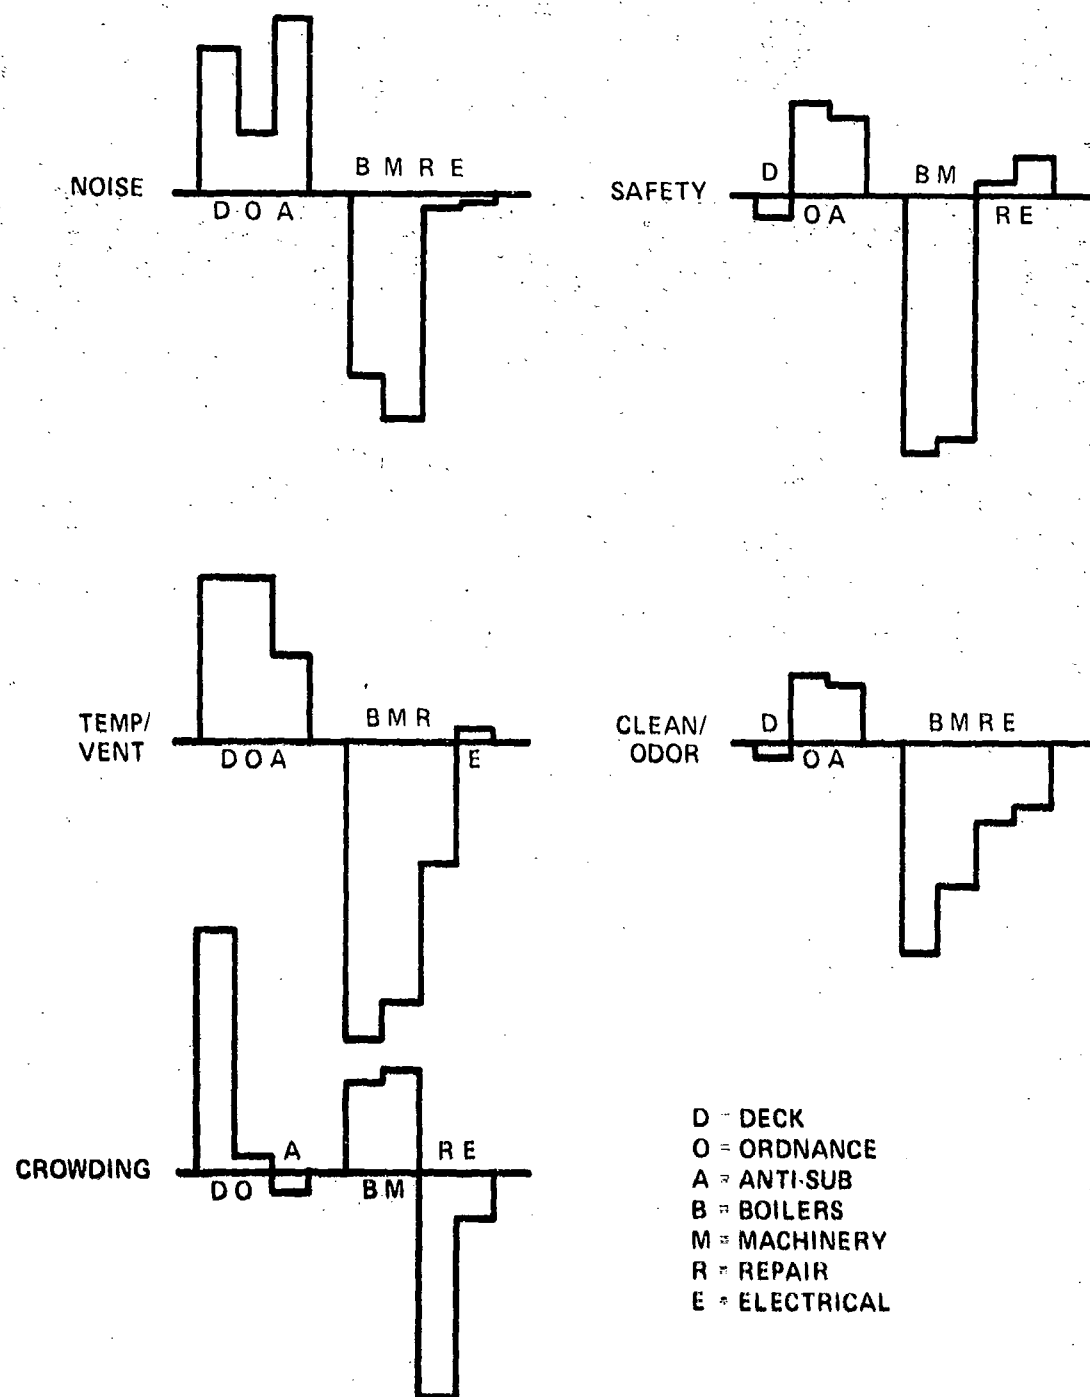 B M R E
NOISE
D O A
D
B M
SAFETY
O A
R E
B M R
TEMP/
VENT
D O A
E
D
B M R E
CLEAN/
ODOR
O A
A
R E
CROWDING
D O
B M
D = DECK
O = ORDNANCE
A = ANTI-SUB
B = BOILERS
M = MACHINERY
R = REPAIR
E = ELECTRICAL